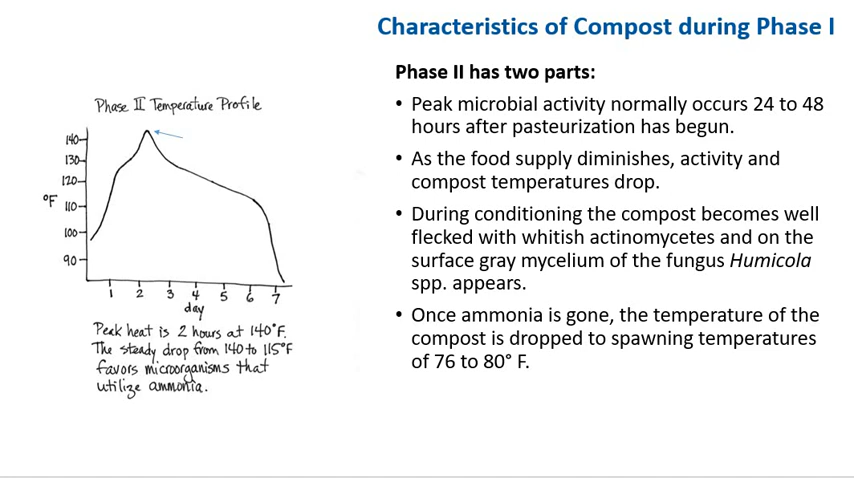 Characteristics of Compost during Phase I
Phase II has two parts:
• Peak microbial activity normally occurs 24 to 48
hours after pasteurization has begun.
• As the food supply diminishes, activity and
compost temperatures drop.
• During conditioning the compost becomes well
flecked with whitish actinomycetes and on the
surface gray mycelium of the fungus Humicola
spp. appears.
• Once ammonia is gone, the temperature of the
compost is dropped to spawning temperatures
of 76 to 80° F.
Phase II Temperature Profile
140
130
120
°F 110
100
90
1 2 3 4 5 6 7
day
Peak heat is 2 hours at 140°F.
The steady drop from 140 to 115°F
favors microorganisms that
utilize ammonia.